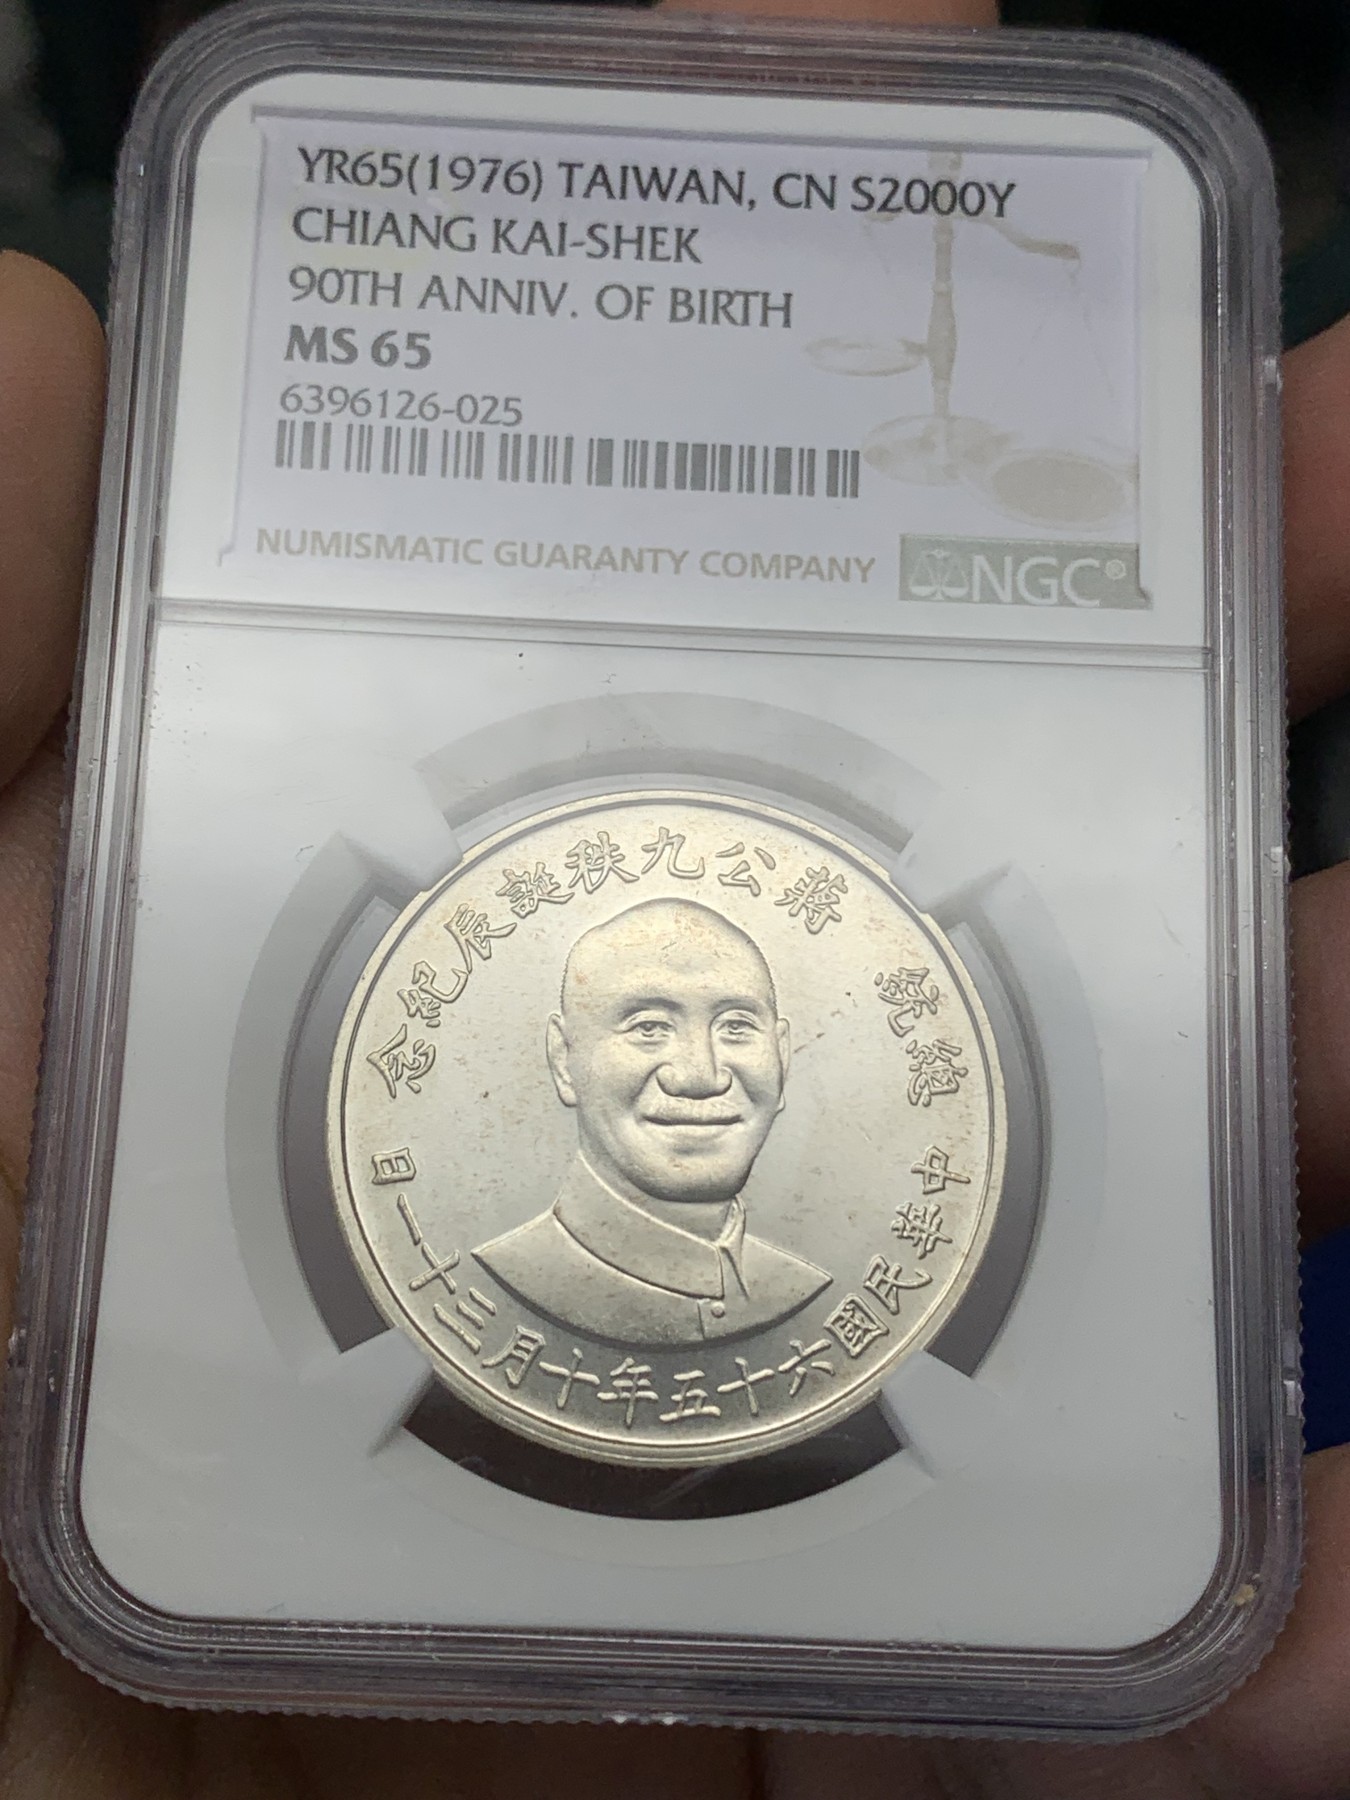 YR65(1976) TAIWAN, CN S2000Y
CHIANG KAI-SHEK
90TH ANNIV. OF BIRTH
MS 65
6396126-025
NUMISMATIC GUARANTY COMPANY
NGC®
總統 蔣公九秩誕辰紀念
中華民國六十五年十月三十一日